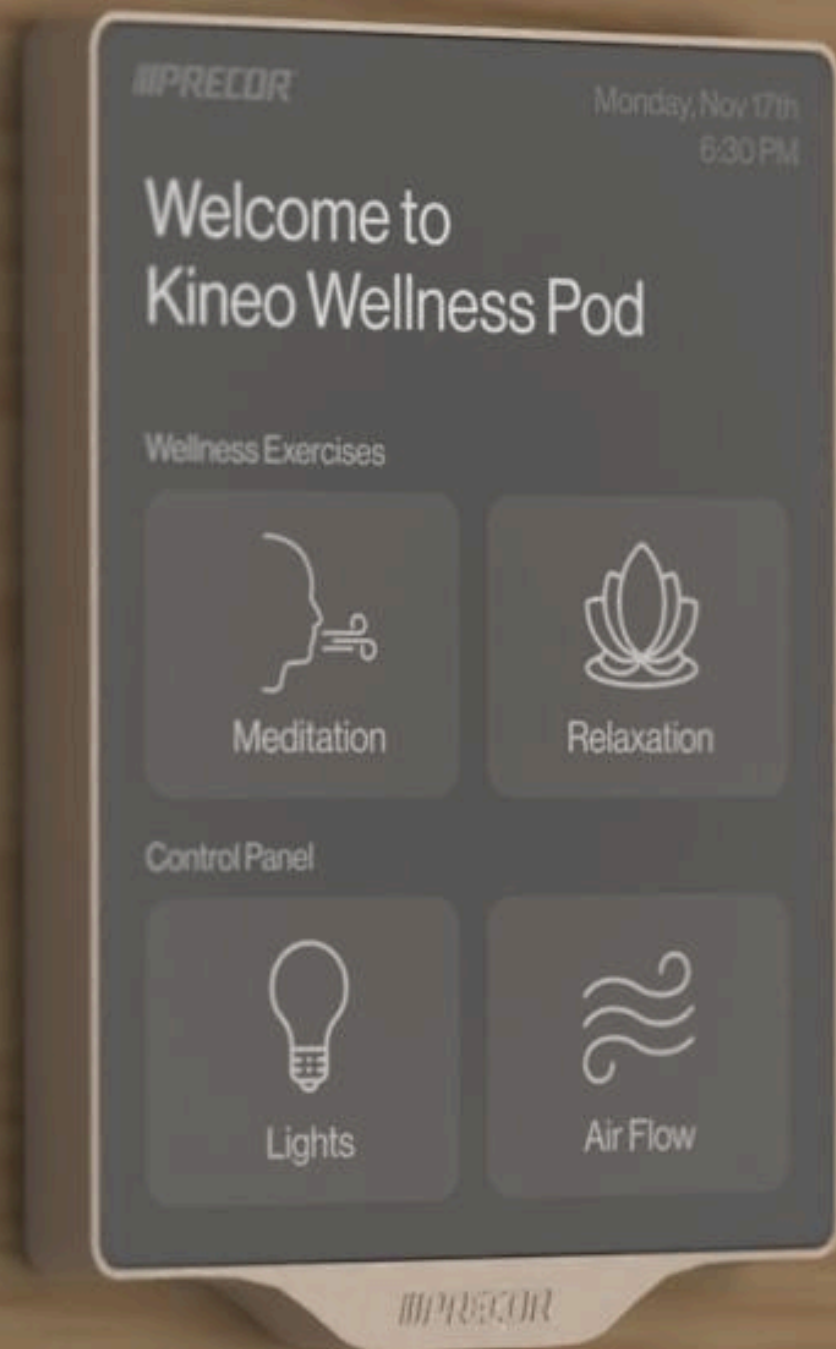 PRECOR
Monday, Nov 17th
6:30 PM
Welcome to
Kineo Wellness Pod
Wellness Exercises
Meditation
Relaxation
Control Panel
Lights
Air Flow
PRECOR